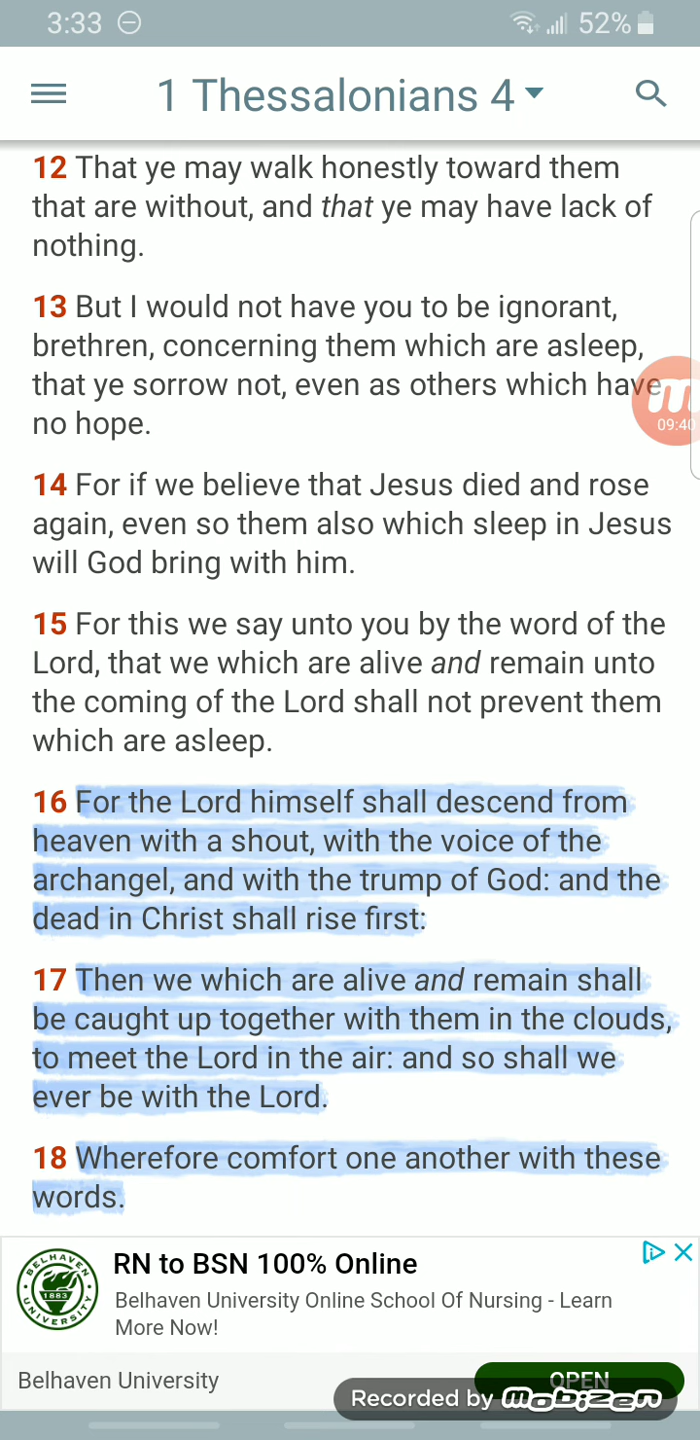 3:33 52%
1 Thessalonians 4
12 That ye may walk honestly toward them
that are without, and that ye may have lack of
nothing.
13 But I would not have you to be ignorant,
brethren, concerning them which are asleep,
that ye sorrow not, even as others which have
no hope.
m
09:40
14 For if we believe that Jesus died and rose
again, even so them also which sleep in Jesus
will God bring with him.
15 For this we say unto you by the word of the
Lord, that we which are alive and remain unto
the coming of the Lord shall not prevent them
which are asleep.
16 For the Lord himself shall descend from
heaven with a shout, with the voice of the
archangel, and with the trump of God: and the
dead in Christ shall rise first:
17 Then we which are alive and remain shall
be caught up together with them in the clouds,
to meet the Lord in the air: and so shall we
ever be with the Lord.
18 Wherefore comfort one another with these
words.
BELHAVEN
1883
UNIVERSITY
RN to BSN 100% Online
Belhaven University Online School Of Nursing - Learn
More Now!
Belhaven University
OPEN
Recorded by mobizen